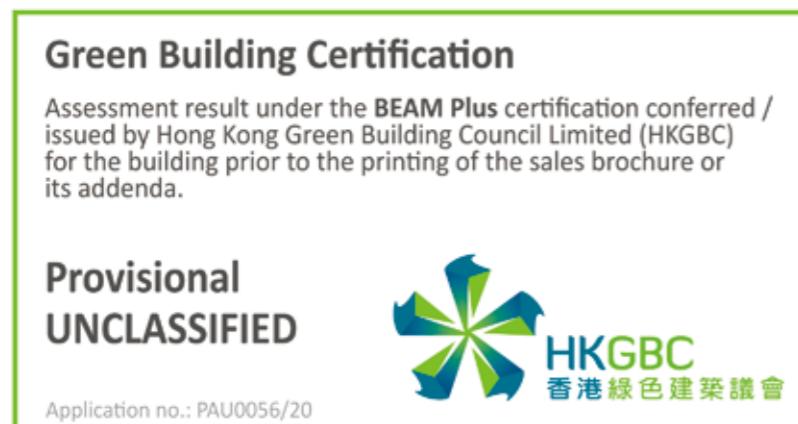 Green Building Certification
Assessment result under the BEAM Plus certification conferred /
issued by Hong Kong Green Building Council Limited (HKGBC)
for the building prior to the printing of the sales brochure or
its addenda.
Provisional
UNCLASSIFIED
HKGBC
香港綠色建築議會
Application no.: PAU0056/20